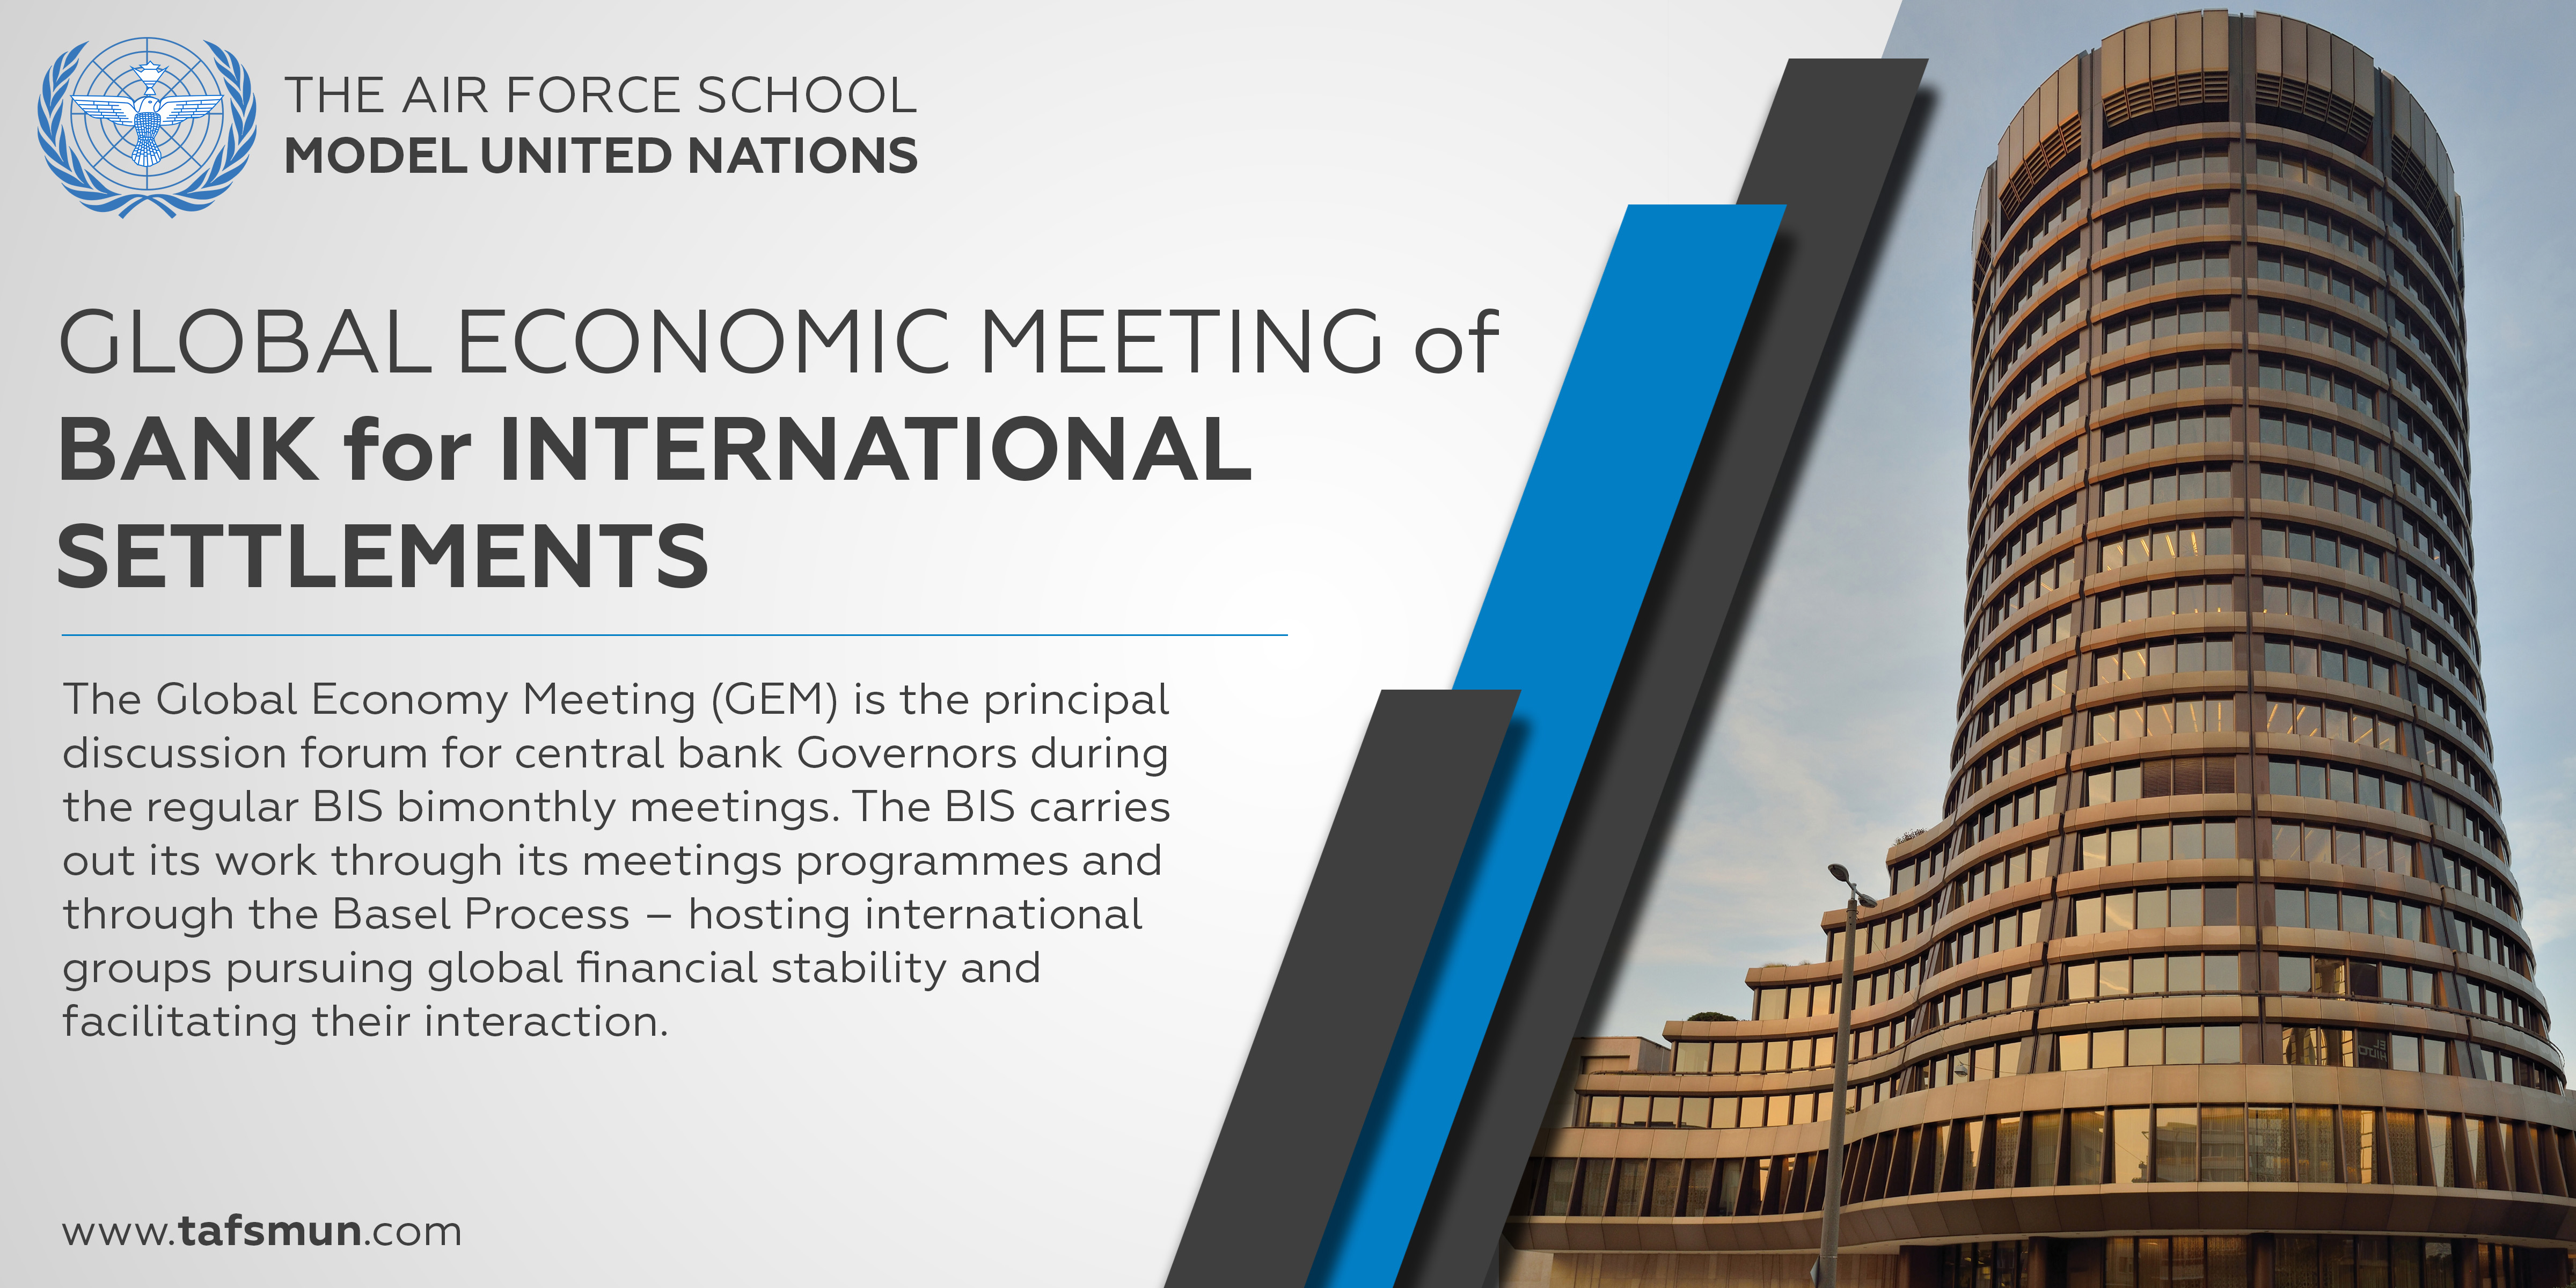 THE AIR FORCE SCHOOL
MODEL UNITED NATIONS
GLOBAL ECONOMIC MEETING of
BANK for INTERNATIONAL
SETTLEMENTS
The Global Economy Meeting (GEM) is the principal
discussion forum for central bank Governors during
the regular BIS bimonthly meetings. The BIS carries
out its work through its meetings programmes and
through the Basel Process – hosting international
groups pursuing global financial stability and
facilitating their interaction.
www.tafsmun.com